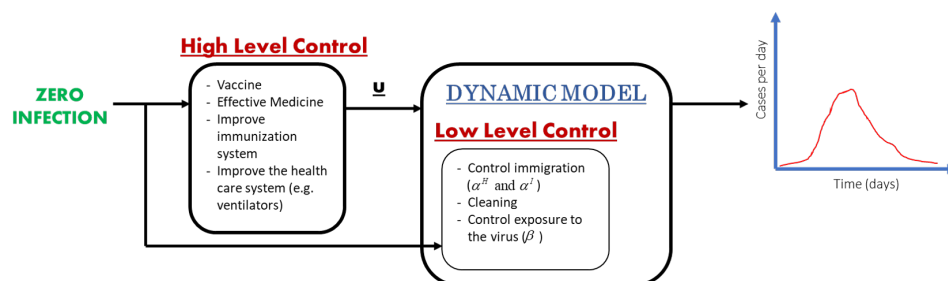 High Level Control
ZERO
INFECTION
- Vaccine
- Effective Medicine
- Improve
immunization
system
- Improve the health
care system (e.g.
ventilators)
u
DYNAMIC MODEL
Low Level Control
- Control immigration
(α^H and α^I)
- Cleaning
- Control exposure to
the virus (β)
Cases per day
Time (days)